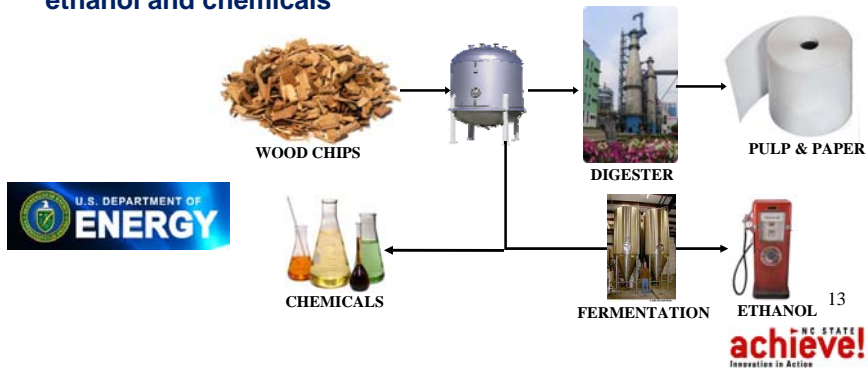 ethanol and chemicals
WOOD CHIPS
DIGESTER
PULP & PAPER
U.S. DEPARTMENT OF
ENERGY
CHEMICALS
FERMENTATION
ETHANOL
13
NC STATE
achieve!
Innovation in Action